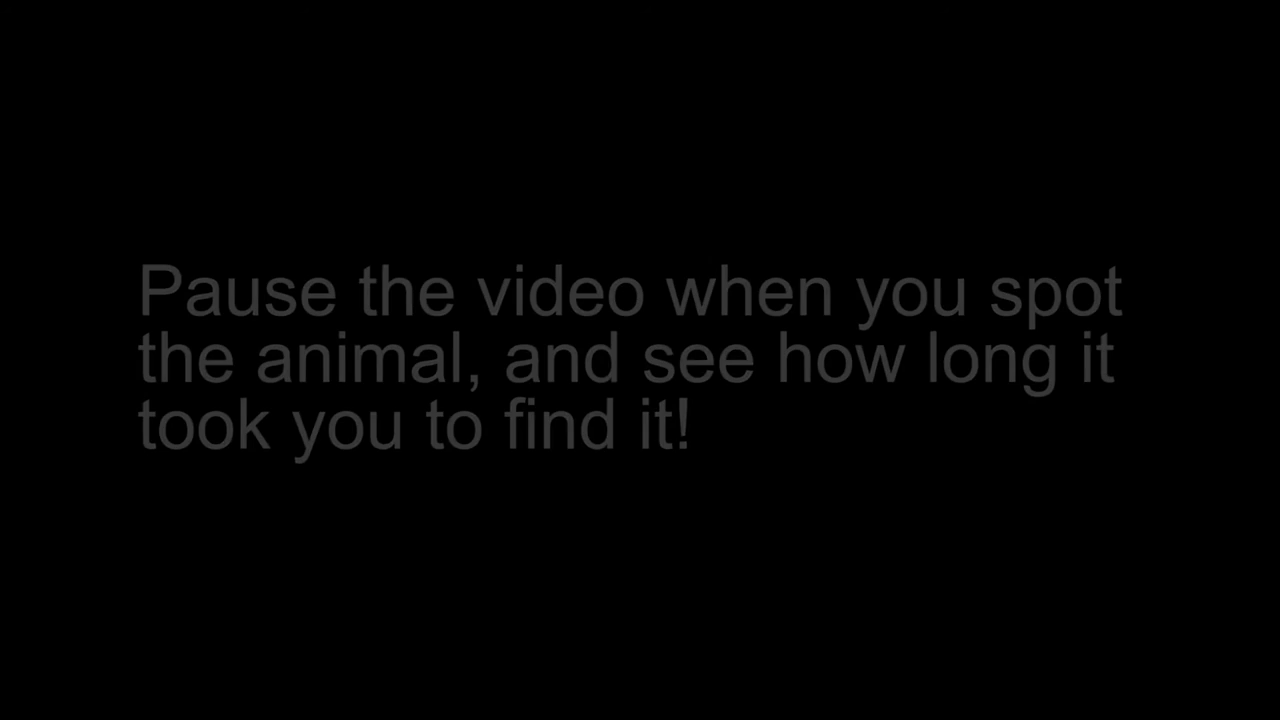 Pause the video when you spot
the animal, and see how long it
took you to find it!